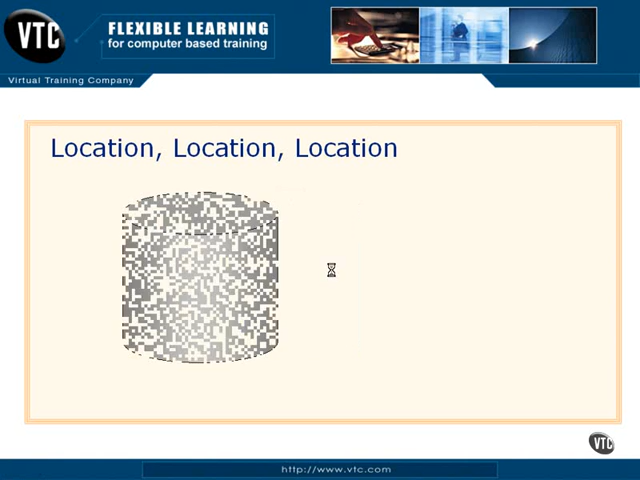 VTC
FLEXIBLE LEARNING
for computer based training
Virtual Training Company
Location, Location, Location
VTC
http://www.vtc.com